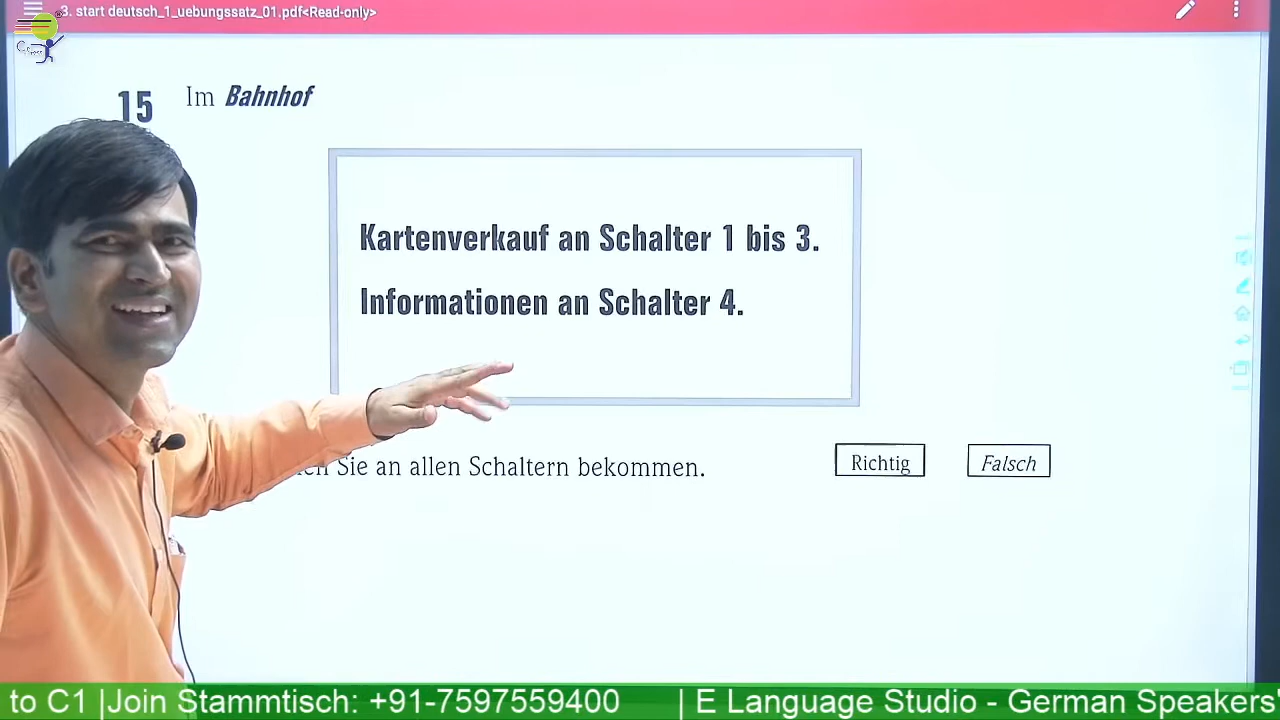 3. start deutsch_1_uebungssatz_01.pdf<Read-only>
15 Im Bahnhof
Kartenverkauf an Schalter 1 bis 3.
Informationen an Schalter 4.
Sie an allen Schaltern bekommen.
Richtig Falsch
to C1 |Join Stammtisch: +91-7597559400 | E Language Studio - German Speakers'